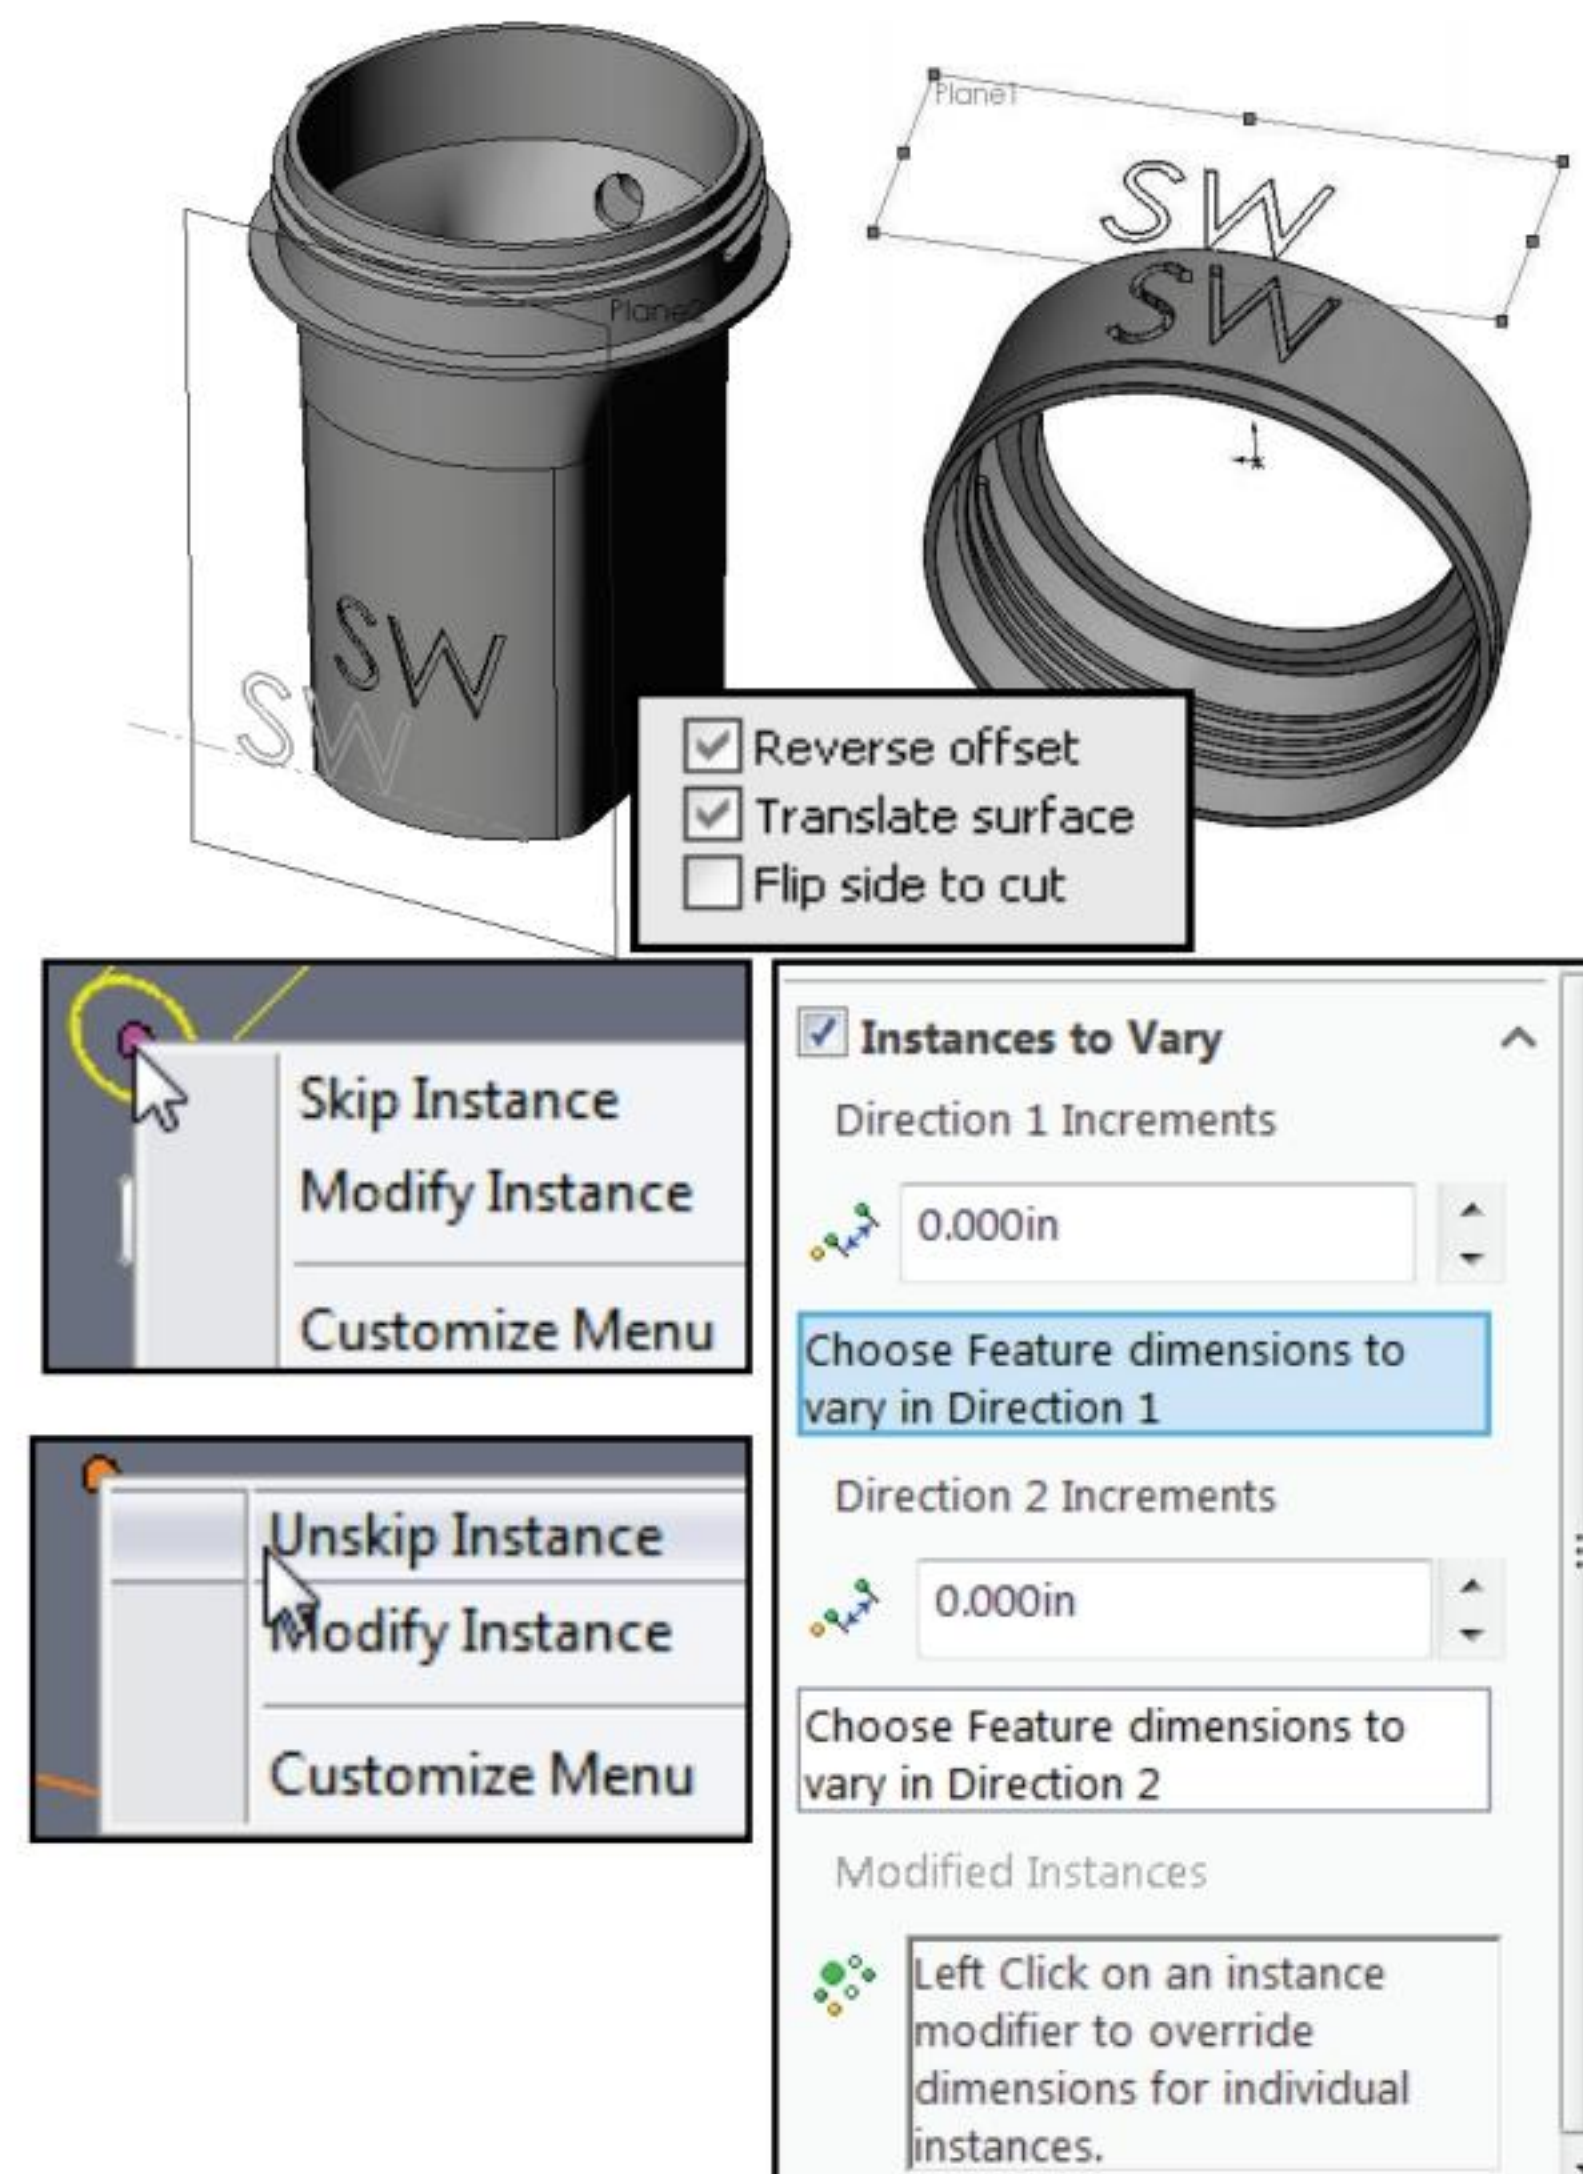 Plane1
SW
SW
Plane2
SW
SW
Reverse offset
Translate surface
Flip side to cut
Skip Instance
Modify Instance
Customize Menu
Unskip Instance
Modify Instance
Customize Menu
Instances to Vary
Direction 1 Increments
0.000in
Choose Feature dimensions to
vary in Direction 1
Direction 2 Increments
0.000in
Choose Feature dimensions to
vary in Direction 2
Modified Instances
Left Click on an instance
modifier to override
dimensions for individual
instances.